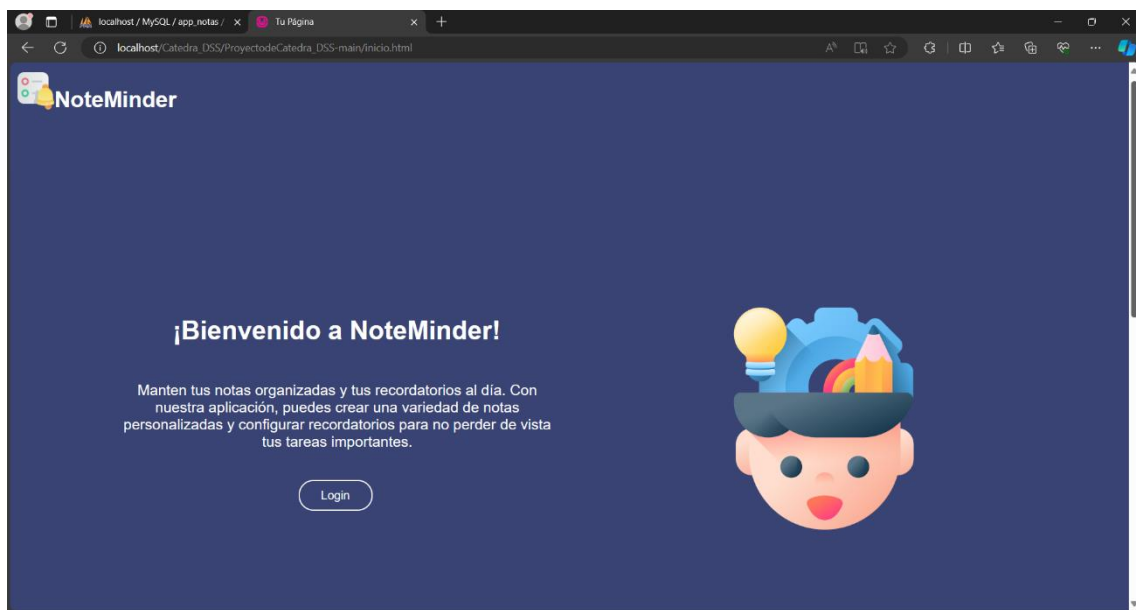 localhost / MySQL / app_notas /
Tu Página
localhost/Catedra_DSS/ProyectodeCatedra_DSS-main/inicio.html
NoteMinder
¡Bienvenido a NoteMinder!
Manten tus notas organizadas y tus recordatorios al día. Con
nuestra aplicación, puedes crear una variedad de notas
personalizadas y configurar recordatorios para no perder de vista
tus tareas importantes.
Login